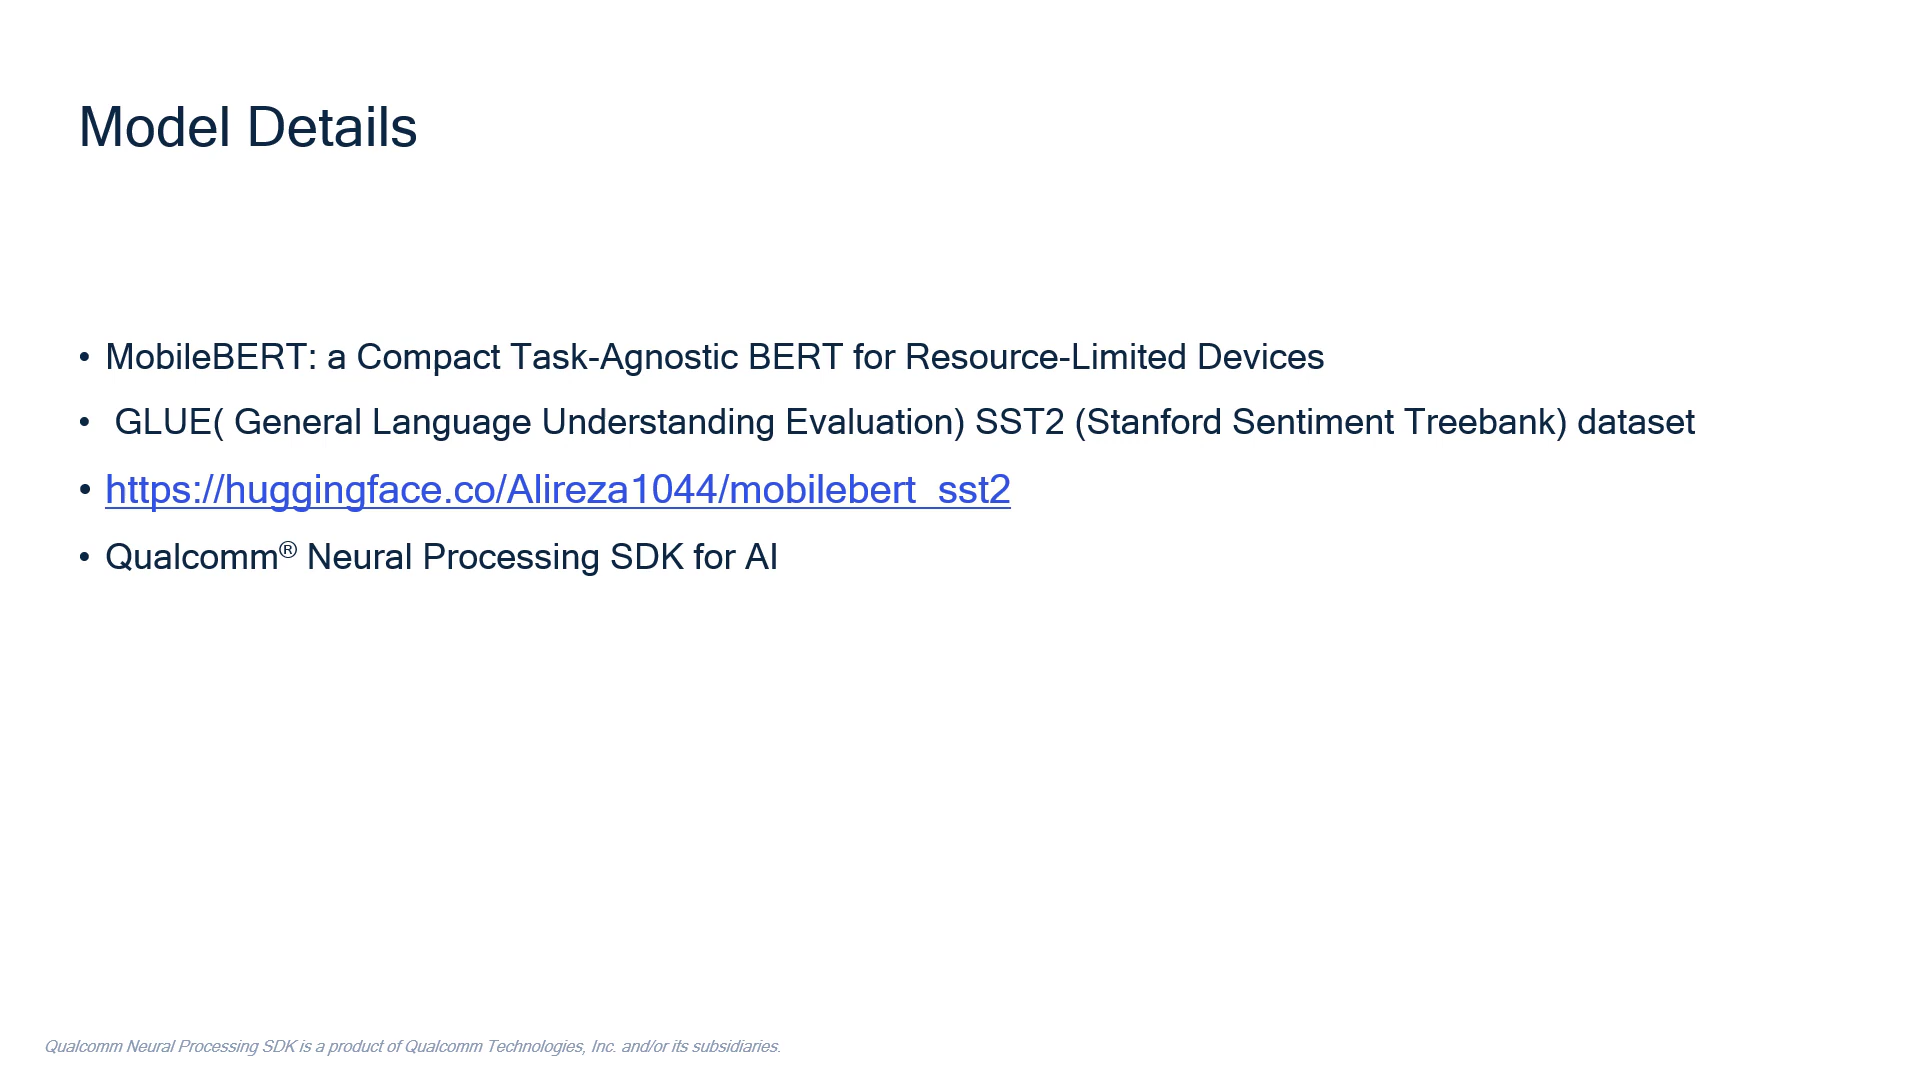 Model Details
• MobileBERT: a Compact Task-Agnostic BERT for Resource-Limited Devices
• GLUE( General Language Understanding Evaluation) SST2 (Stanford Sentiment Treebank) dataset
• https://huggingface.co/Alireza1044/mobilebert_sst2
• Qualcomm® Neural Processing SDK for AI
Qualcomm Neural Processing SDK is a product of Qualcomm Technologies, Inc. and/or its subsidiaries.